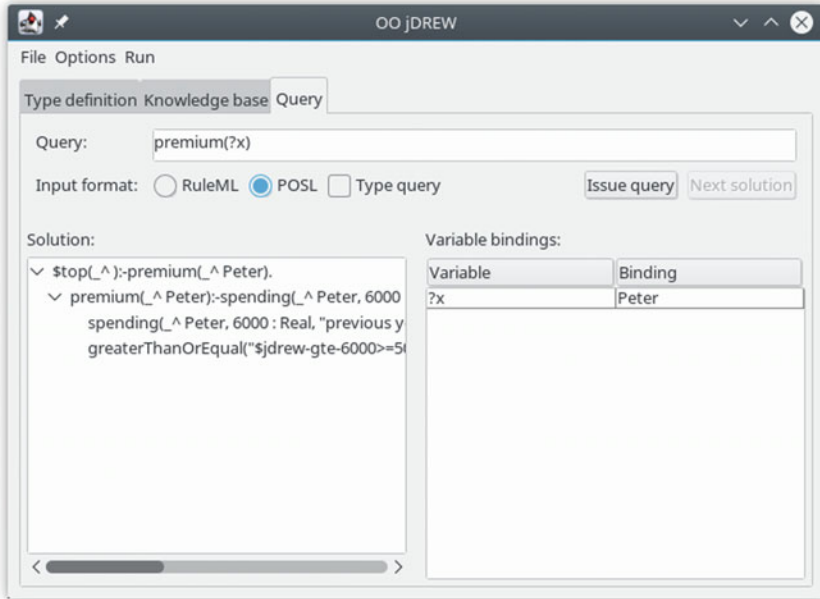 OO jDREW
File Options Run
Type definition Knowledge base Query
Query: premium(?x)
Input format: RuleML POSL Type query Issue query Next solution
Solution: Variable bindings:
$top(_^ ):-premium(_^ Peter). Variable Binding
premium(_^ Peter):-spending(_^ Peter, 6000 ?x Peter
spending(_^ Peter, 6000 : Real, "previous y
greaterThanOrEqual("$jdrew-gte-6000>=50